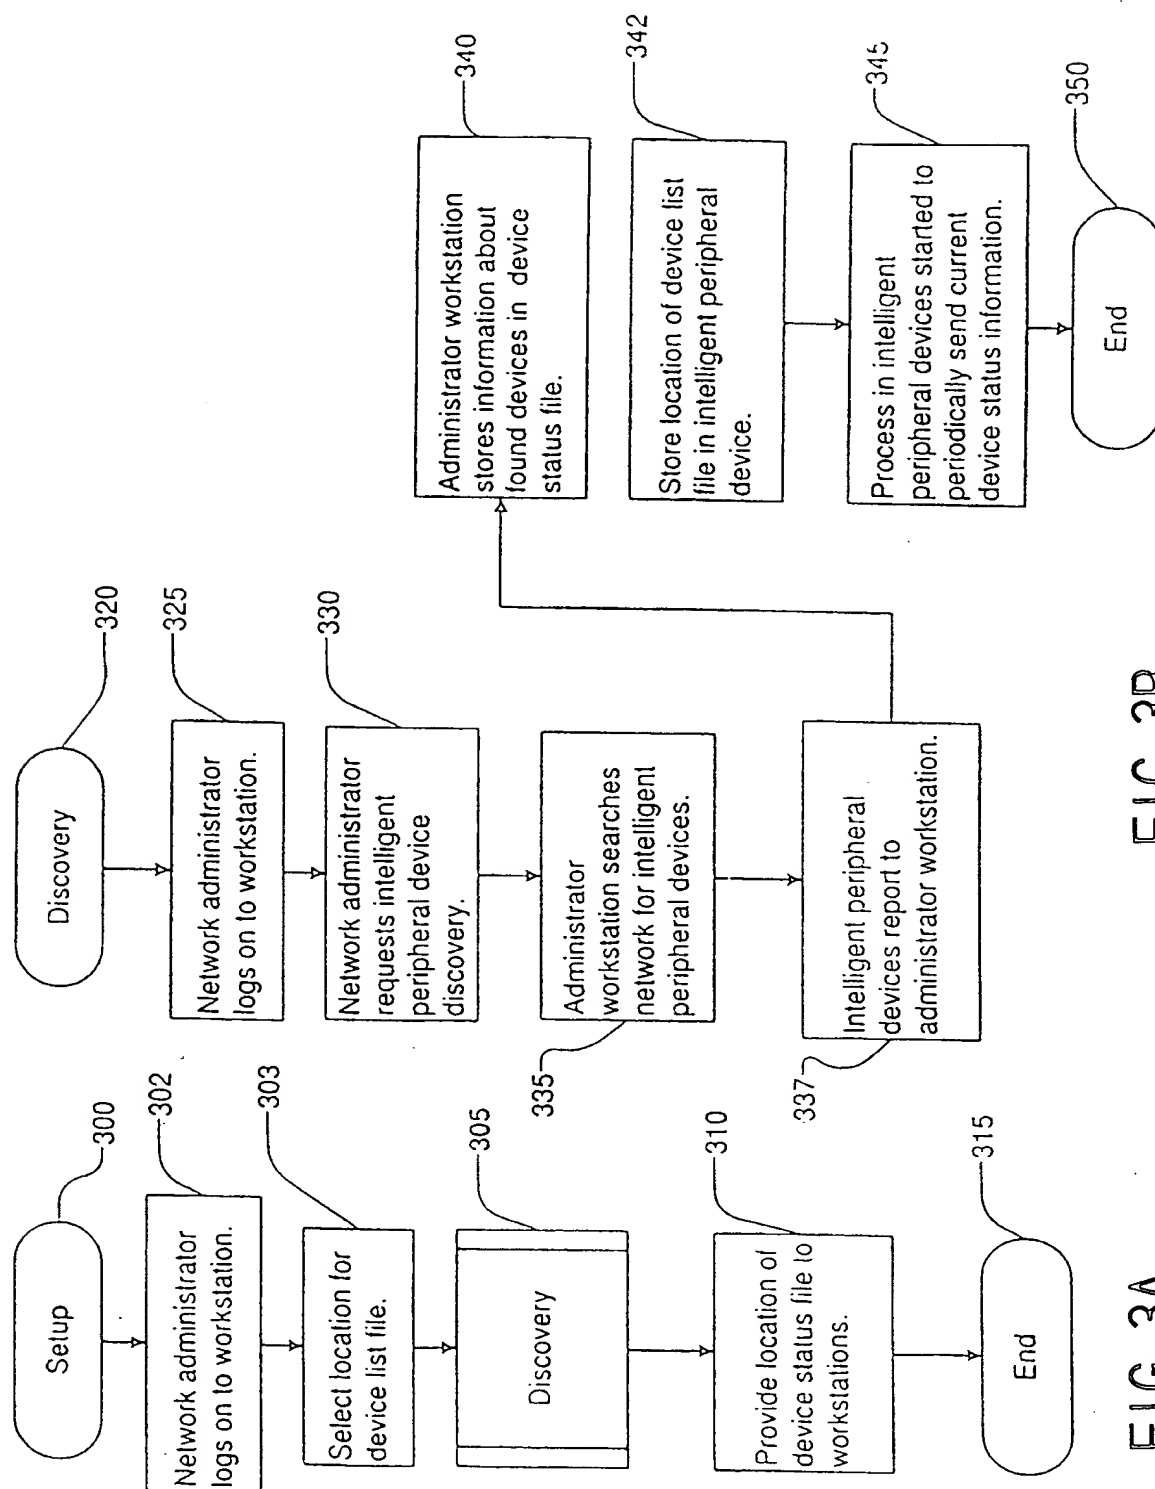 Setup
300
Network administrator
logs on to workstation.
302
Select location for
device list file.
303
Discovery
305
Provide location of
device status file to
workstations.
310
End
315
FIG. 3A
Discovery
320
Network administrator
logs on to workstation.
325
Network administrator
requests intelligent
peripheral device
discovery.
330
Administrator
workstation searches
network for intelligent
peripheral devices.
335
Intelligent peripheral
devices report to
administrator workstation.
337
Administrator workstation
stores information about
found devices in device
status file.
340
Store location of device list
file in intelligent peripheral
device.
342
Process in intelligent
peripheral devices started to
periodically send current
device status information.
345
End
350
FIG. 3B